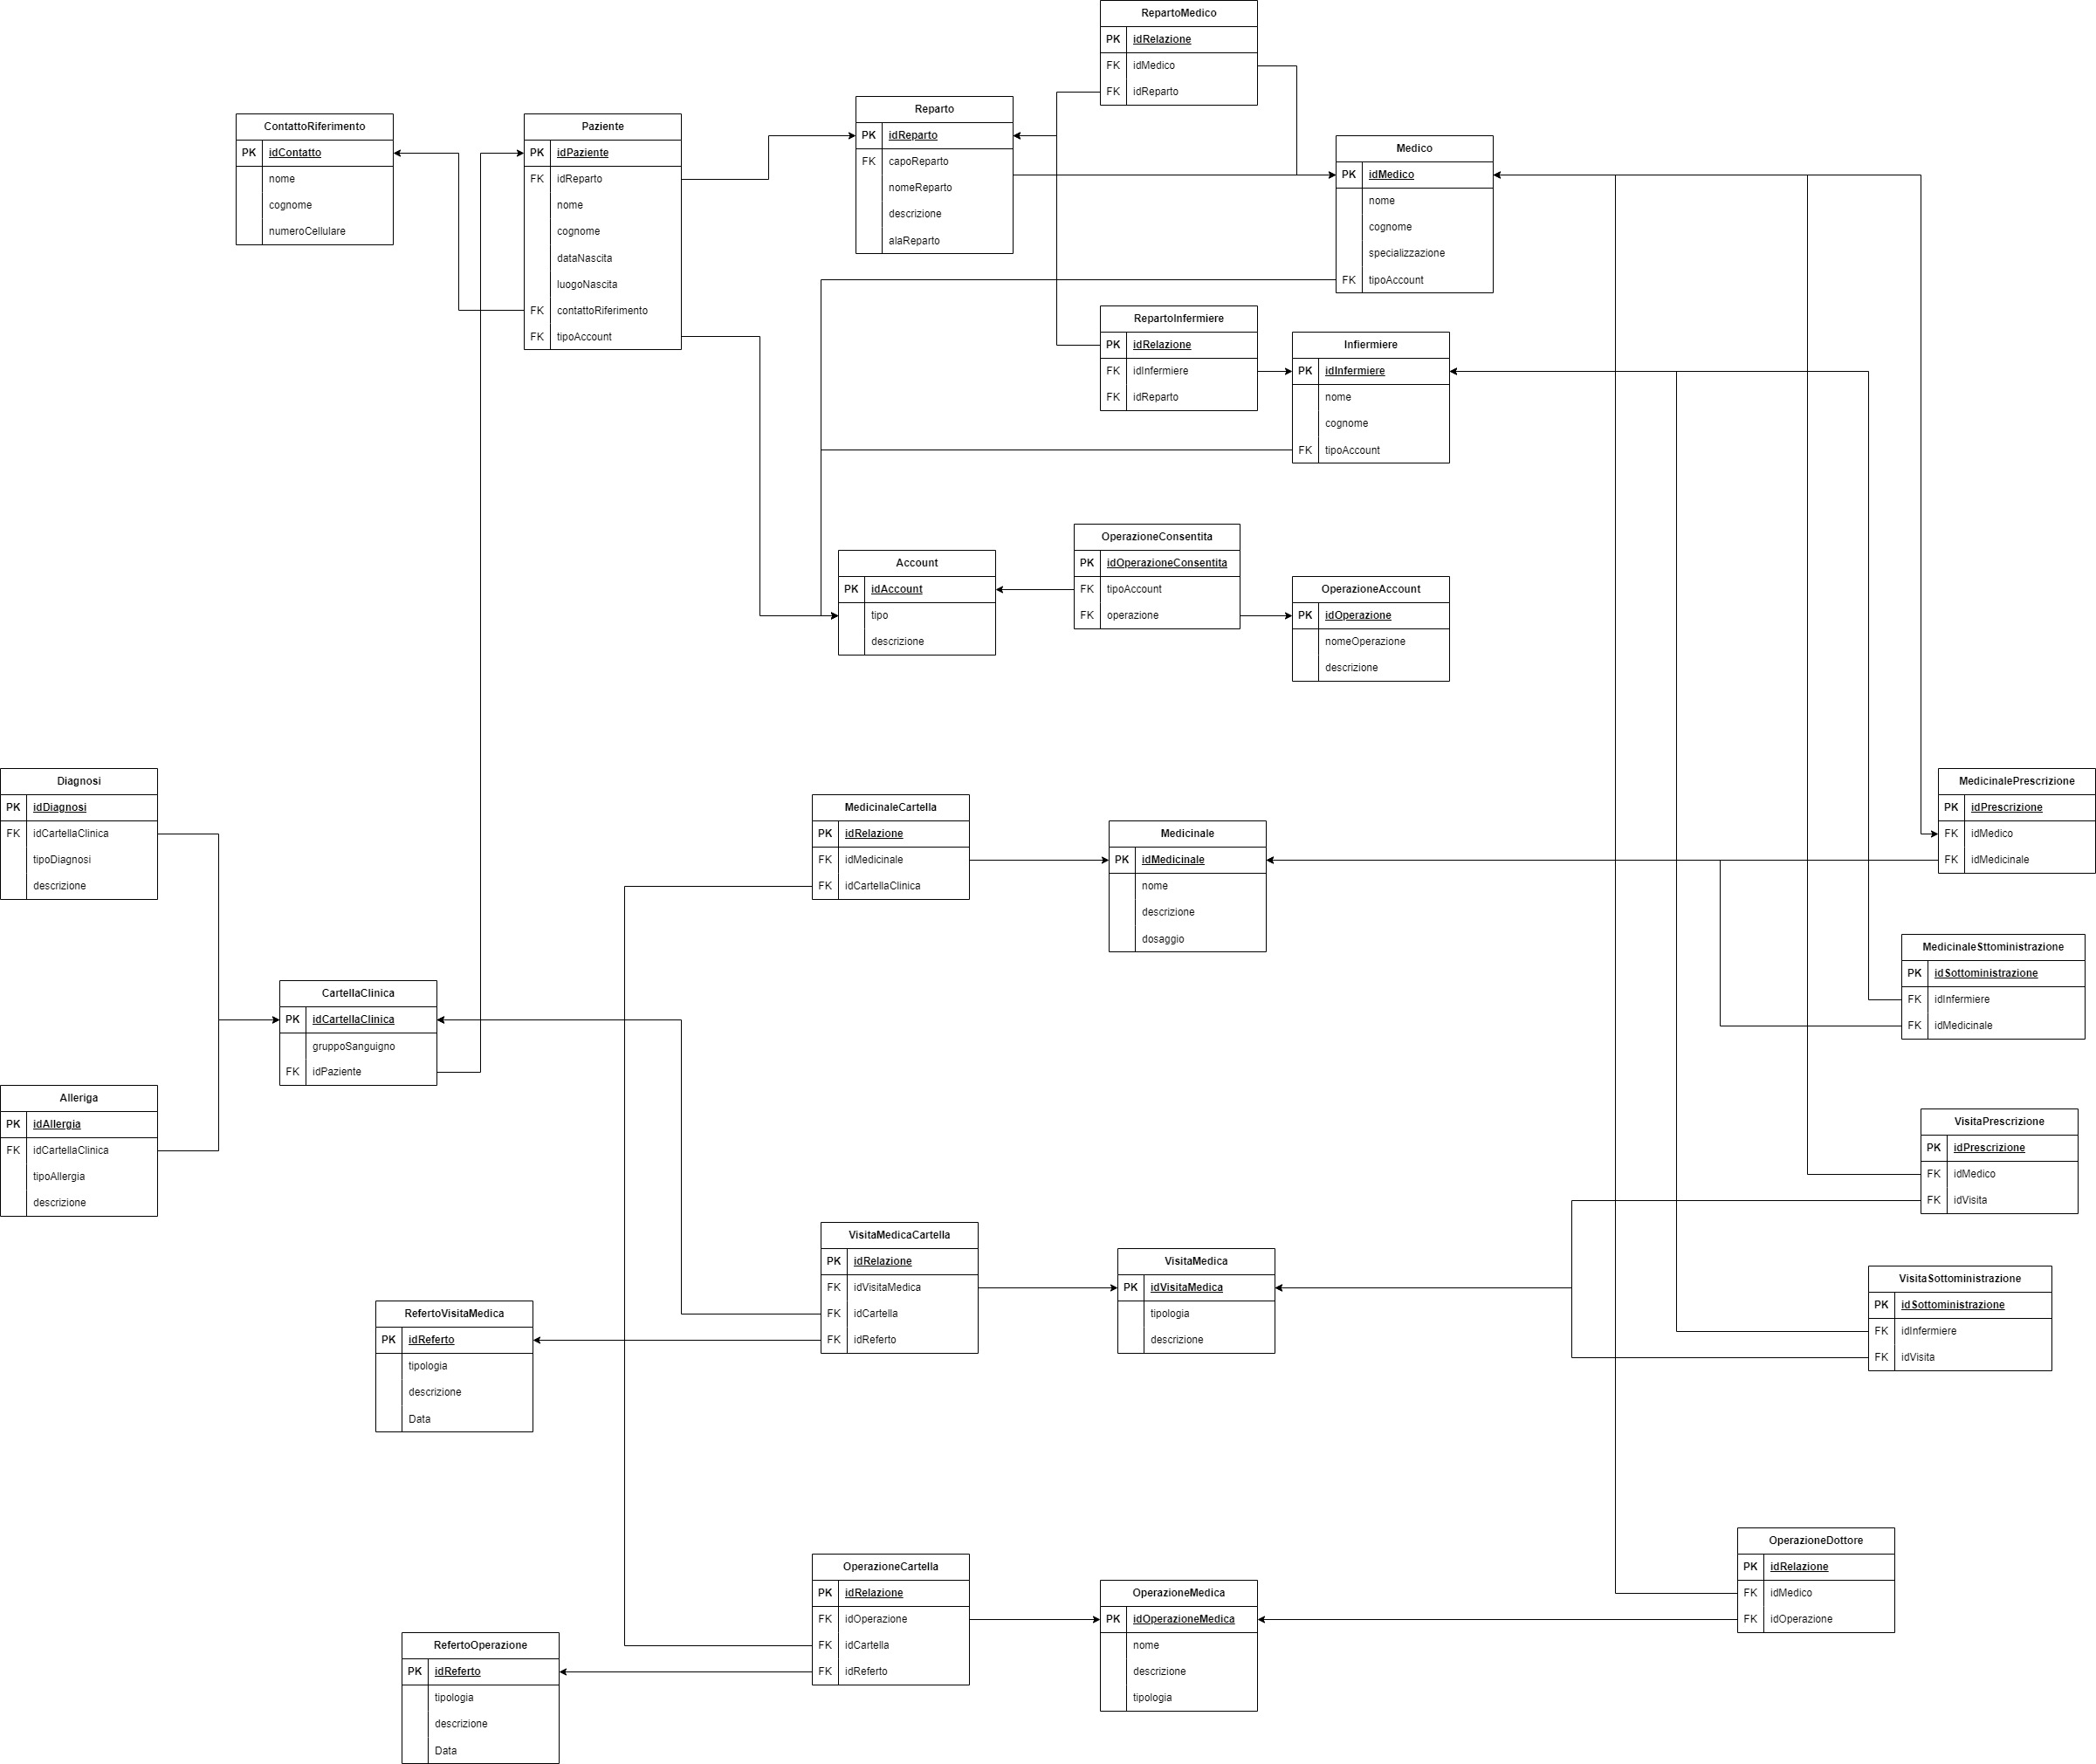 RepartoMedico
PK idRelazione
FK idMedico
FK idReparto
Reparto
PK idReparto
FK capoReparto
nomeReparto
descrizione
alaReparto
ContattoRiferimento
PK idContatto
nome
cognome
numeroCellulare
Paziente
PK idPaziente
FK idReparto
nome
cognome
dataNascita
luogoNascita
FK contattoRiferimento
FK tipoAccount
Medico
PK idMedico
nome
cognome
specializzazione
FK tipoAccount
RepartoInfermiere
PK idRelazione
FK idInfermiere
FK idReparto
Infiermiere
PK idInfermiere
nome
cognome
FK tipoAccount
Account
PK idAccount
tipo
descrizione
OperazioneConsentita
PK idOperazioneConsentita
FK tipoAccount
FK operazione
OperazioneAccount
PK idOperazione
nomeOperazione
descrizione
Diagnosi
PK idDiagnosi
FK idCartellaClinica
tipoDiagnosi
descrizione
MedicinaleCartella
PK idRelazione
FK idMedicinale
FK idCartellaClinica
Medicinale
PK idMedicinale
nome
descrizione
dosaggio
MedicinalePrescrizione
PK idPrescrizione
FK idMedico
FK idMedicinale
MedicinaleSttoministrazione
PK idSottoministrazione
FK idInfermiere
FK idMedicinale
CartellaClinica
PK idCartellaClinica
gruppoSanguigno
FK idPaziente
Alleriga
PK idAllergia
FK idCartellaClinica
tipoAllergia
descrizione
VisitaPrescrizione
PK idPrescrizione
FK idMedico
FK idVisita
VisitaMedicaCartella
PK idRelazione
FK idVisitaMedica
FK idCartella
FK idReferto
VisitaMedica
PK idVisitaMedica
tipologia
descrizione
VisitaSottoministrazione
PK idSottoministrazione
FK idInfermiere
FK idVisita
RefertoVisitaMedica
PK idReferto
tipologia
descrizione
Data
OperazioneDottore
PK idRelazione
FK idMedico
FK idOperazione
OperazioneCartella
PK idRelazione
FK idOperazione
FK idCartella
FK idReferto
OperazioneMedica
PK idOperazioneMedica
nome
descrizione
tipologia
RefertoOperazione
PK idReferto
tipologia
descrizione
Data